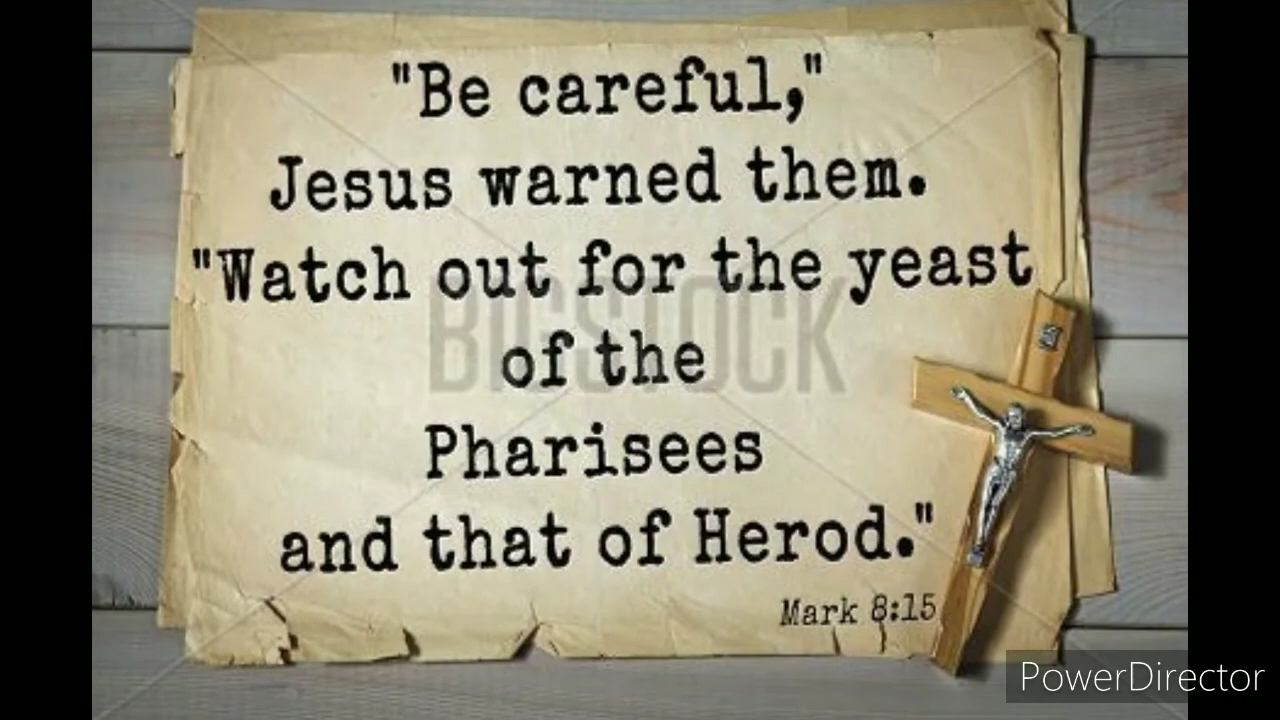 "Be careful,"
Jesus warned them.
"Watch out for the yeast
of the
Pharisees
and that of Herod."
Mark 8:15
BIGSTOCK
PowerDirector